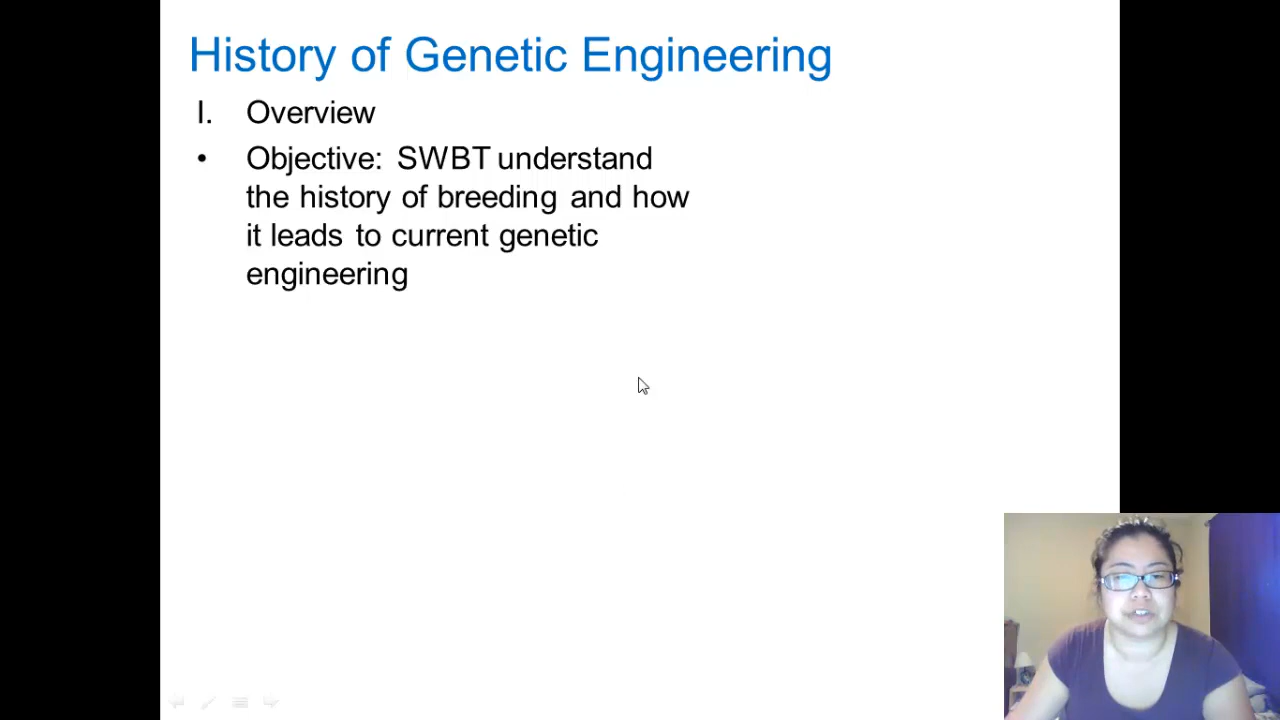 History of Genetic Engineering
I. Overview
• Objective: SWBT understand
the history of breeding and how
it leads to current genetic
engineering